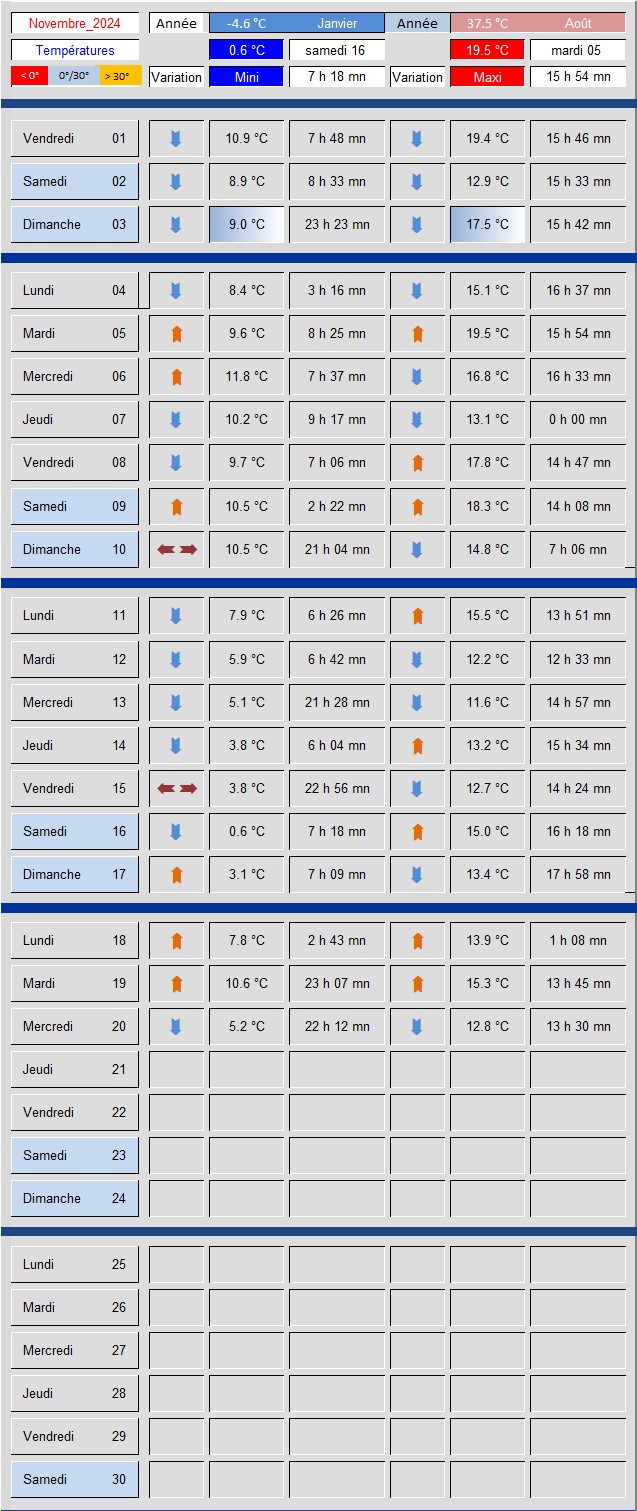 Novembre_2024 Année -4.6 °C Janvier Année 37.5 °C Août
Températures 0.6 °C samedi 16 19.5 °C mardi 05
< 0° 0°/30° > 30° Variation Mini 7 h 18 mn Variation Maxi 15 h 54 mn
Vendredi 01 10.9 °C 7 h 48 mn 19.4 °C 15 h 46 mn
Samedi 02 8.9 °C 8 h 33 mn 12.9 °C 15 h 33 mn
Dimanche 03 9.0 °C 23 h 23 mn 17.5 °C 15 h 42 mn
Lundi 04 8.4 °C 3 h 16 mn 15.1 °C 16 h 37 mn
Mardi 05 9.6 °C 8 h 25 mn 19.5 °C 15 h 54 mn
Mercredi 06 11.8 °C 7 h 37 mn 16.8 °C 16 h 33 mn
Jeudi 07 10.2 °C 9 h 17 mn 13.1 °C 0 h 00 mn
Vendredi 08 9.7 °C 7 h 06 mn 17.8 °C 14 h 47 mn
Samedi 09 10.5 °C 2 h 22 mn 18.3 °C 14 h 08 mn
Dimanche 10 10.5 °C 21 h 04 mn 14.8 °C 7 h 06 mn
Lundi 11 7.9 °C 6 h 26 mn 15.5 °C 13 h 51 mn
Mardi 12 5.9 °C 6 h 42 mn 12.2 °C 12 h 33 mn
Mercredi 13 5.1 °C 21 h 28 mn 11.6 °C 14 h 57 mn
Jeudi 14 3.8 °C 6 h 04 mn 13.2 °C 15 h 34 mn
Vendredi 15 3.8 °C 22 h 56 mn 12.7 °C 14 h 24 mn
Samedi 16 0.6 °C 7 h 18 mn 15.0 °C 16 h 18 mn
Dimanche 17 3.1 °C 7 h 09 mn 13.4 °C 17 h 58 mn
Lundi 18 7.8 °C 2 h 43 mn 13.9 °C 1 h 08 mn
Mardi 19 10.6 °C 23 h 07 mn 15.3 °C 13 h 45 mn
Mercredi 20 5.2 °C 22 h 12 mn 12.8 °C 13 h 30 mn
Jeudi 21
Vendredi 22
Samedi 23
Dimanche 24
Lundi 25
Mardi 26
Mercredi 27
Jeudi 28
Vendredi 29
Samedi 30